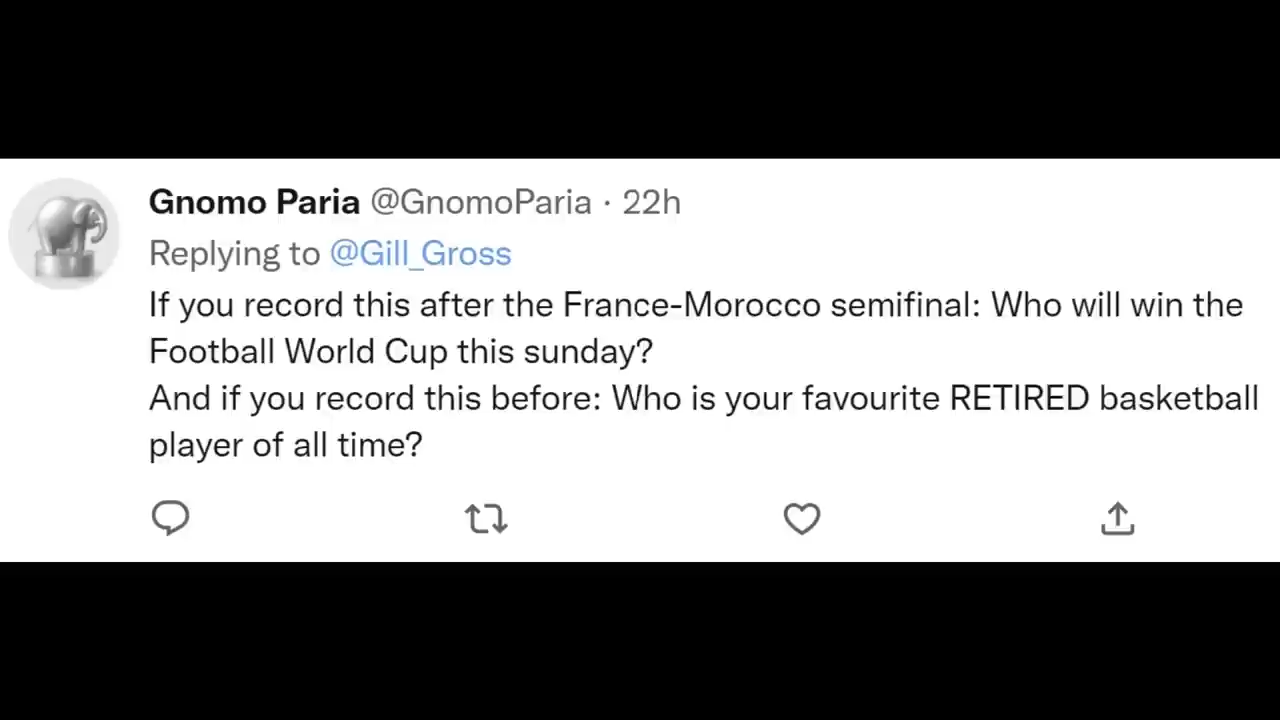 Gnomo Paria @GnomoParia · 22h
Replying to @Gill_Gross
If you record this after the France-Morocco semifinal: Who will win the
Football World Cup this sunday?
And if you record this before: Who is your favourite RETIRED basketball
player of all time?